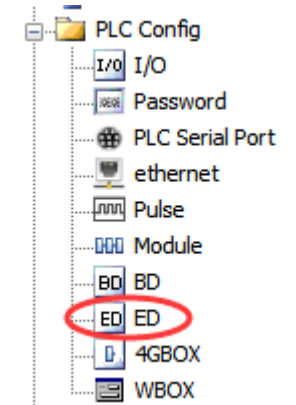 PLC Config
I/O I/O
Password
PLC Serial Port
ethernet
Pulse
Module
BD BD
ED ED
4GBOX
WBOX